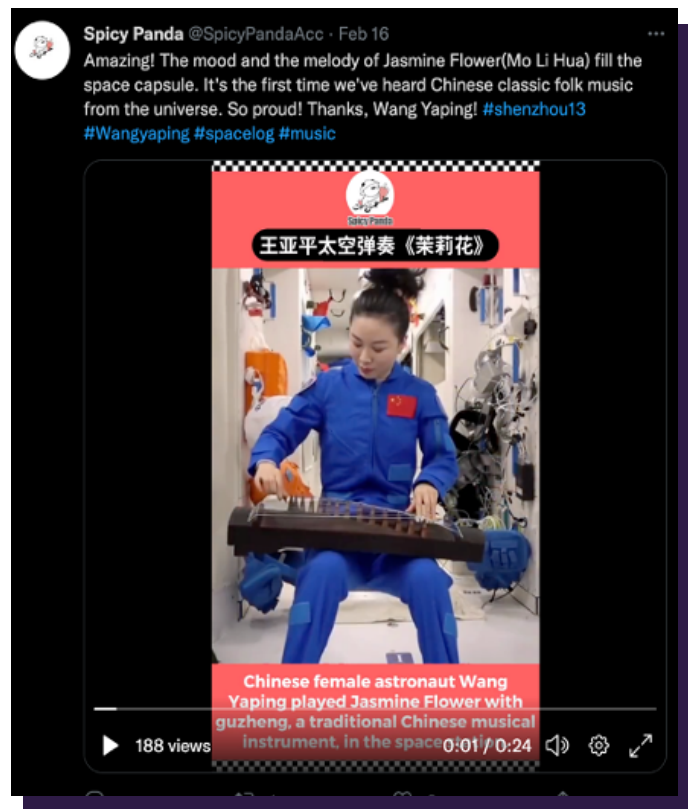 Spicy Panda @SpicyPandaAcc · Feb 16
Amazing! The mood and the melody of Jasmine Flower(Mo Li Hua) fill the
space capsule. It's the first time we've heard Chinese classic folk music
from the universe. So proud! Thanks, Wang Yaping! #shenzhou13
#Wangyaping #spacelog #music
Spicy Panda
王亚平太空弹奏《茉莉花》
Chinese female astronaut Wang
Yaping played Jasmine Flower with
guzheng, a traditional Chinese musical
instrument, in the space station
188 views
0:01 / 0:24